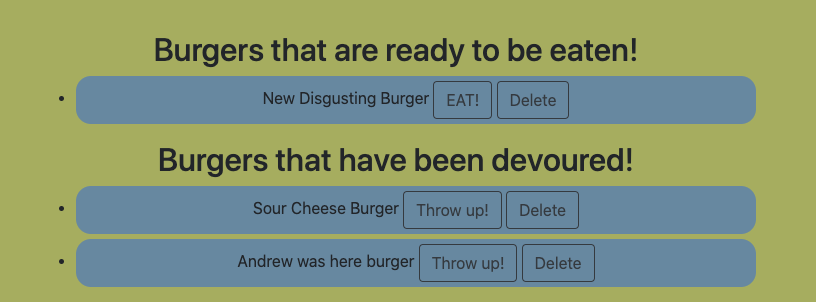 Burgers that are ready to be eaten!
New Disgusting Burger EAT! Delete
Burgers that have been devoured!
Sour Cheese Burger Throw up! Delete
Andrew was here burger Throw up! Delete